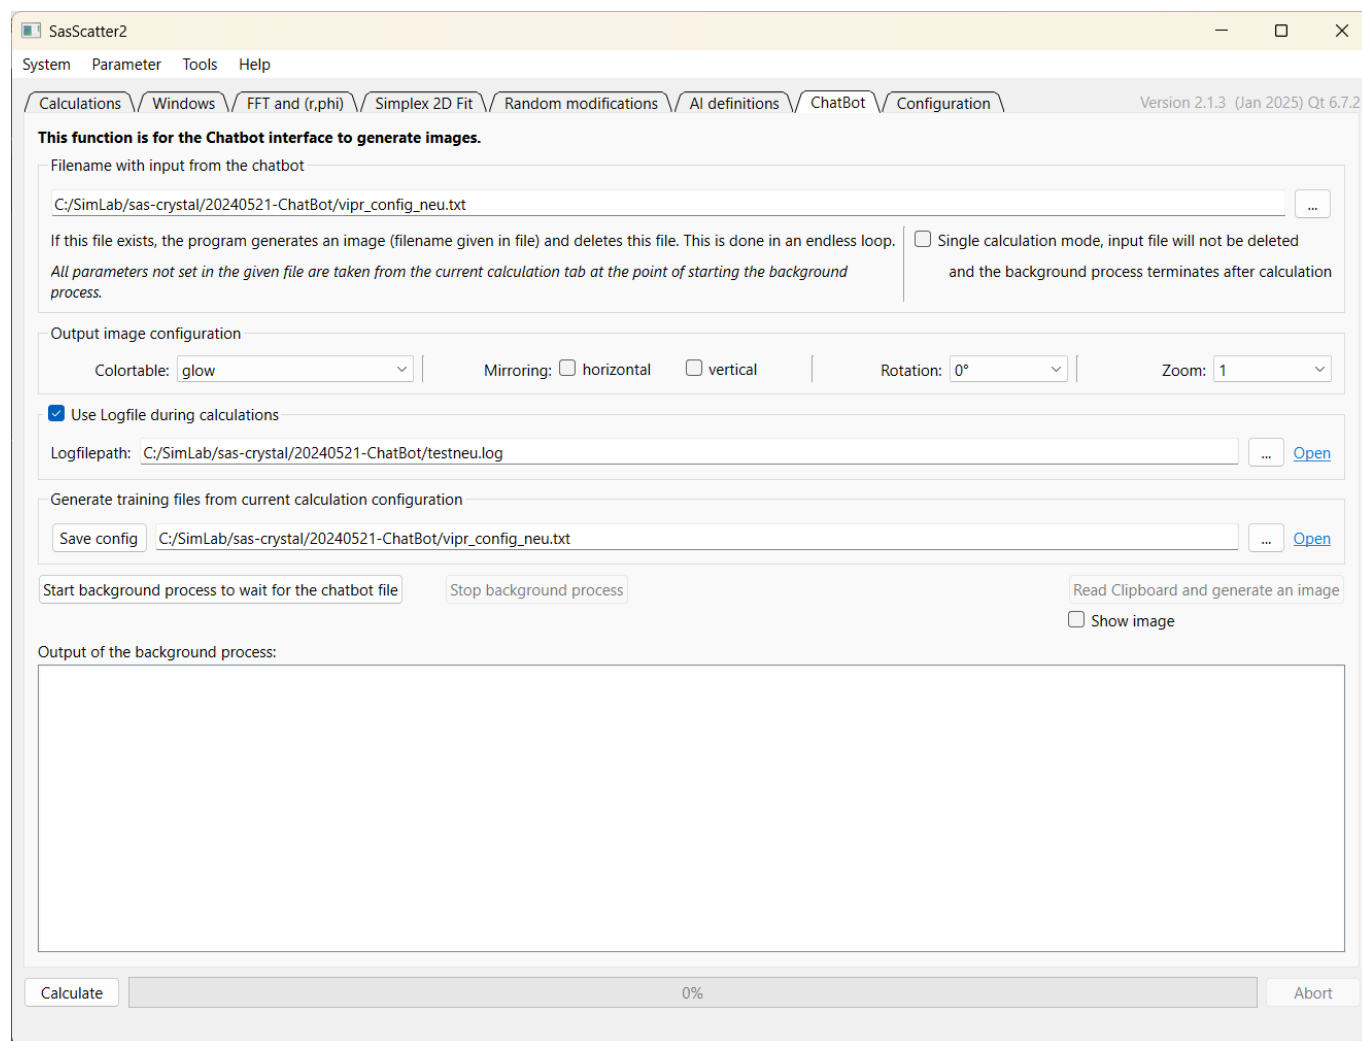 SasScatter2
System Parameter Tools Help
Calculations Windows FFT and (r,phi) Simplex 2D Fit Random modifications AI definitions ChatBot Configuration Version 2.1.3 (Jan 2025) Qt 6.7.2
This function is for the Chatbot interface to generate images.
Filename with input from the chatbot
C:/SimLab/sas-crystal/20240521-ChatBot/vipr_config_neu.txt ...
If this file exists, the program generates an image (filename given in file) and deletes this file. This is done in an endless loop.
All parameters not set in the given file are taken from the current calculation tab at the point of starting the background
process.
Single calculation mode, input file will not be deleted
and the background process terminates after calculation
Output image configuration
Colortable: glow Mirroring: horizontal vertical Rotation: 0° Zoom: 1
Use Logfile during calculations
Logfilepath: C:/SimLab/sas-crystal/20240521-ChatBot/testneu.log ... Open
Generate training files from current calculation configuration
Save config C:/SimLab/sas-crystal/20240521-ChatBot/vipr_config_neu.txt ... Open
Start background process to wait for the chatbot file Stop background process Read Clipboard and generate an image
Show image
Output of the background process:
Calculate 0% Abort